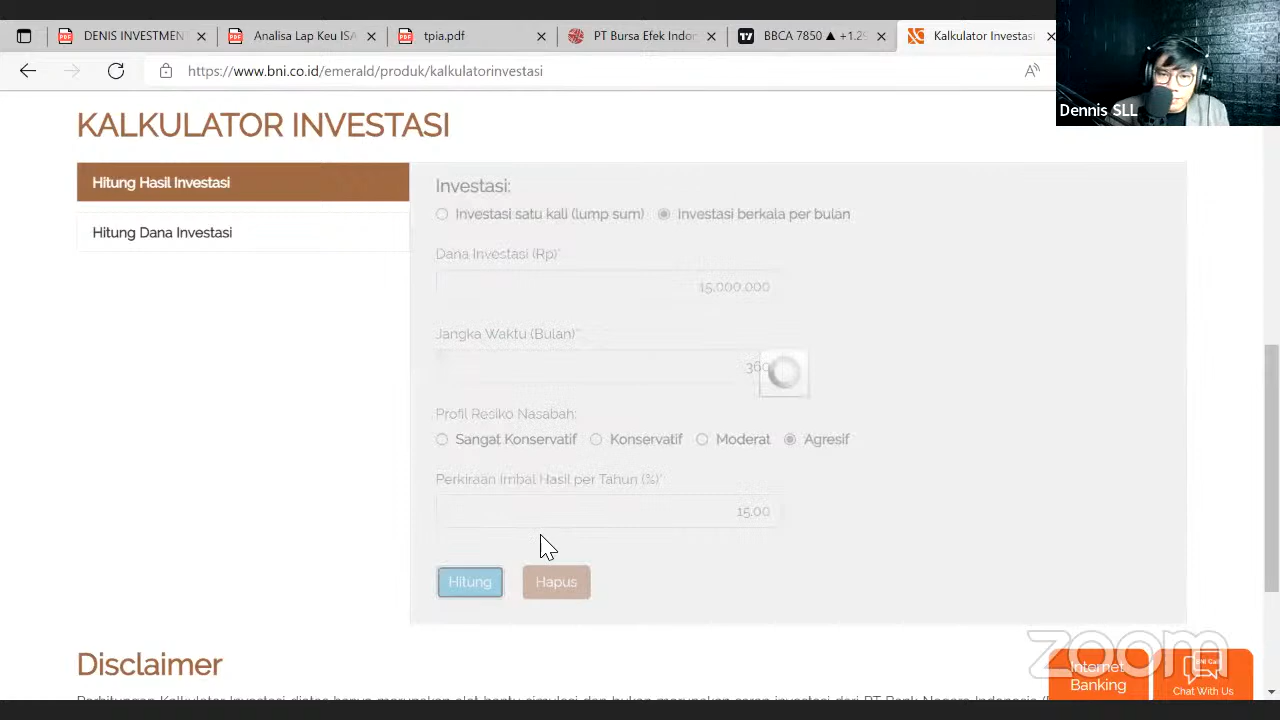 DENIS INVESTMEN
Analisa Lap Keu ISA
tpia.pdf
PT Bursa Efek Indon
BBCA 7850 ▲ +1.29
Kalkulator Investasi
https://www.bni.co.id/emerald/produk/kalkulatorinvestasi
Dennis SLL
KALKULATOR INVESTASI
Hitung Hasil Investasi
Hitung Dana Investasi
Investasi:
Investasi satu kali (lump sum) Investasi berkala per bulan
Dana Investasi (Rp)*
15,000,000
Jangka Waktu (Bulan)*
360
Profil Resiko Nasabah:
Sangat Konservatif Konservatif Moderat Agresif
Perkiraan Imbal Hasil per Tahun (%)*
15.00
Hitung Hapus
Disclaimer
zoom
Internet
Banking
Chat With Us